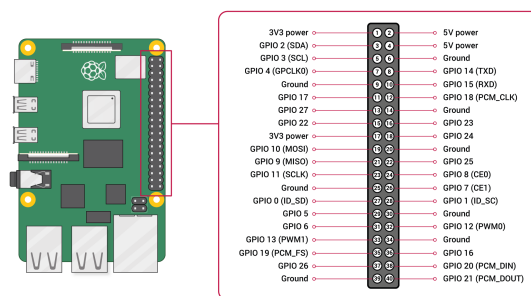 3V3 power 1 2 5V power
GPIO 2 (SDA) 3 4 5V power
GPIO 3 (SCL) 5 6 Ground
GPIO 4 (GPCLK0) 7 8 GPIO 14 (TXD)
Ground 9 10 GPIO 15 (RXD)
GPIO 17 11 12 GPIO 18 (PCM_CLK)
GPIO 27 13 14 Ground
GPIO 22 15 16 GPIO 23
3V3 power 17 18 GPIO 24
GPIO 10 (MOSI) 19 20 Ground
GPIO 9 (MISO) 21 22 GPIO 25
GPIO 11 (SCLK) 23 24 GPIO 8 (CE0)
Ground 25 26 GPIO 7 (CE1)
GPIO 0 (ID_SD) 27 28 GPIO 1 (ID_SC)
GPIO 5 29 30 Ground
GPIO 6 31 32 GPIO 12 (PWM0)
GPIO 13 (PWM1) 33 34 Ground
GPIO 19 (PCM_FS) 35 36 GPIO 16
GPIO 26 37 38 GPIO 20 (PCM_DIN)
Ground 39 40 GPIO 21 (PCM_DOUT)